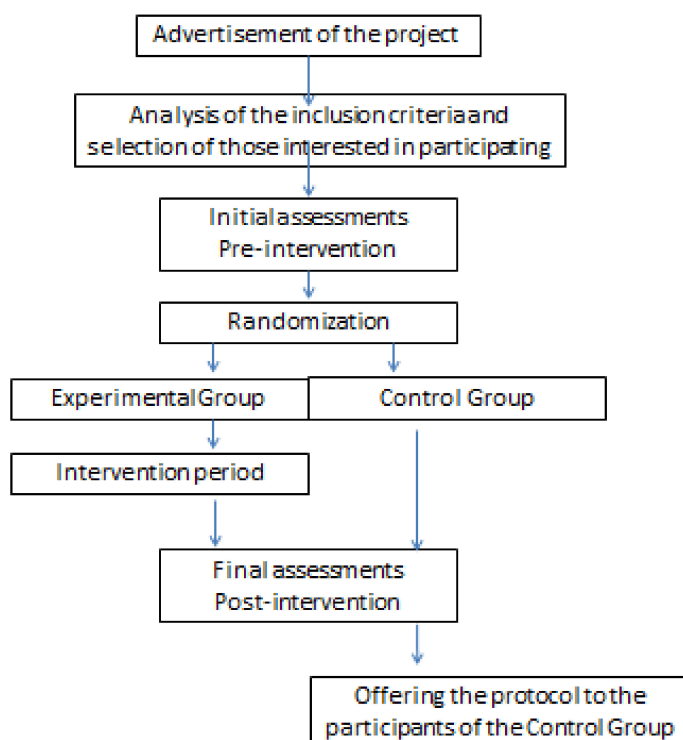 Advertisement of the project
Analysis of the inclusion criteria and
selection of those interested in participating
Initial assessments
Pre-intervention
Randomization
Experimental Group
Control Group
Intervention period
Final assessments
Post-intervention
Offering the protocol to the
participants of the Control Group